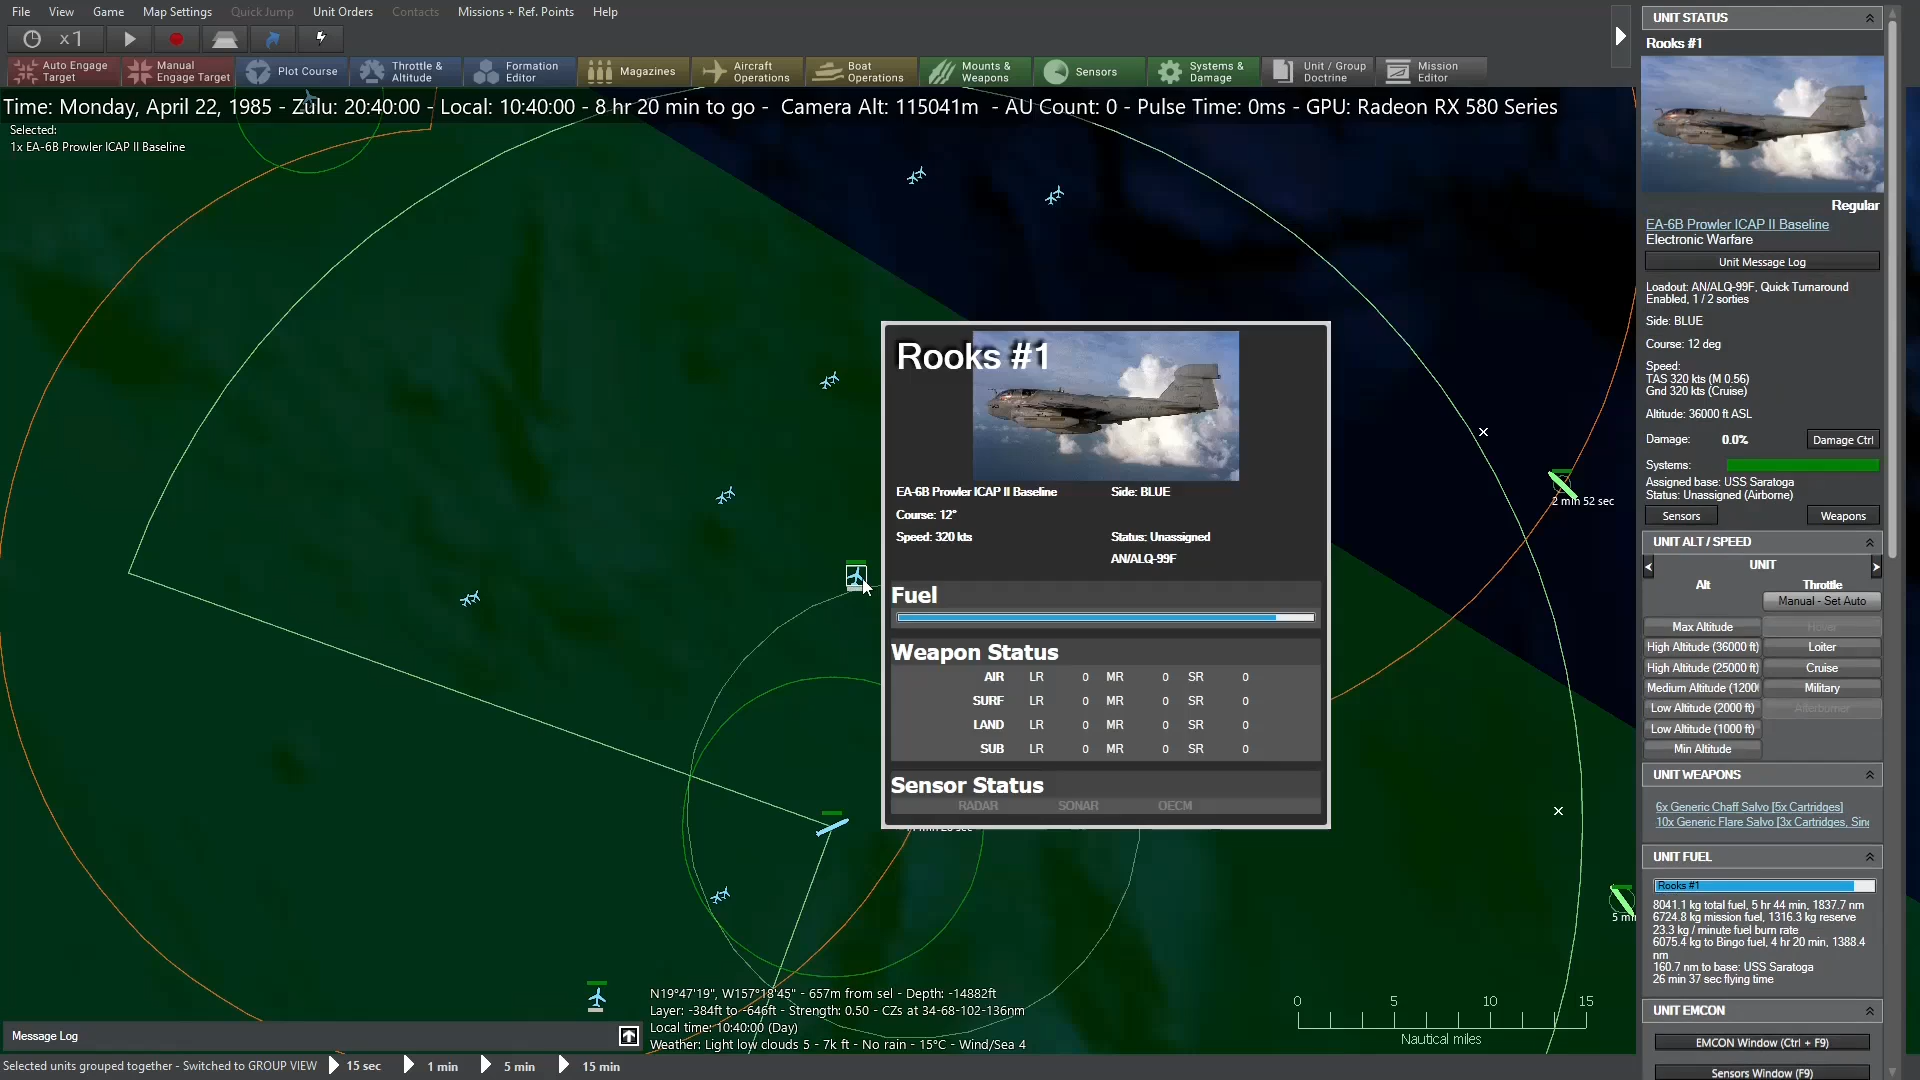 File View Game Map Settings Quick Jump Unit Orders Contacts Missions + Ref. Points Help
x1
Auto Engage Target
Manual Engage Target
Plot Course
Throttle & Altitude
Formation Editor
Magazines
Aircraft Operations
Boat Operations
Mounts & Weapons
Sensors
Systems & Damage
Unit / Group Doctrine
Mission Editor
Time: Monday, April 22, 1985 - Zulu: 20:40:00 - Local: 10:40:00 - 8 hr 20 min to go - Camera Alt: 115041m - AU Count: 0 - Pulse Time: 0ms - GPU: Radeon RX 580 Series
Selected:
1x EA-6B Prowler ICAP II Baseline
Rooks #1
EA-6B Prowler ICAP II Baseline Side: BLUE
Course: 12°
Speed: 320 kts Status: Unassigned
AN/ALQ-99F
Fuel
Weapon Status
AIR LR 0 MR 0 SR 0
SURF LR 0 MR 0 SR 0
LAND LR 0 MR 0 SR 0
SUB LR 0 MR 0 SR 0
Sensor Status
RADAR SONAR OECM
2 min 52 sec
N19°47'19", W157°18'45" - 657m from sel - Depth: -14882ft
Layer: -384ft to -646ft - Strength: 0.50 - CZs at 34-68-102-136nm
Local time: 10:40:00 (Day)
Weather: Light low clouds 5 - 7k ft - No rain - 15°C - Wind/Sea 4
0 5 10 15
Nautical miles
Message Log
Selected units grouped together - Switched to GROUP VIEW 15 sec 1 min 5 min 15 min
UNIT STATUS
Rooks #1
Regular
EA-6B Prowler ICAP II Baseline
Electronic Warfare
Unit Message Log
Loadout: AN/ALQ-99F, Quick Turnaround
Enabled, 1 / 2 sorties
Side: BLUE
Course: 12 deg
Speed:
TAS 320 kts (M 0.56)
Gnd 320 kts (Cruise)
Altitude: 36000 ft ASL
Damage: 0.0% Damage Ctrl
Systems:
Assigned base: USS Saratoga
Status: Unassigned (Airborne)
Sensors Weapons
UNIT ALT / SPEED
UNIT
Alt Throttle
Manual - Set Auto
Max Altitude Hover
High Altitude (36000 ft) Loiter
High Altitude (25000 ft) Cruise
Medium Altitude (1200 Military
Low Altitude (2000 ft) Afterburner
Low Altitude (1000 ft)
Min Altitude
UNIT WEAPONS
6x Generic Chaff Salvo [5x Cartridges]
10x Generic Flare Salvo [3x Cartridges, Sin
UNIT FUEL
Rooks #1
8041.1 kg total fuel, 5 hr 44 min, 1837.7 nm
6724.8 kg mission fuel, 1316.3 kg reserve
23.3 kg / minute fuel burn rate
6075.4 kg to Bingo fuel, 4 hr 20 min, 1388.4
nm
160.7 nm to base: USS Saratoga
26 min 37 sec flying time
UNIT EMCON
EMCON Window (Ctrl + F9)
Sensors Window (F9)